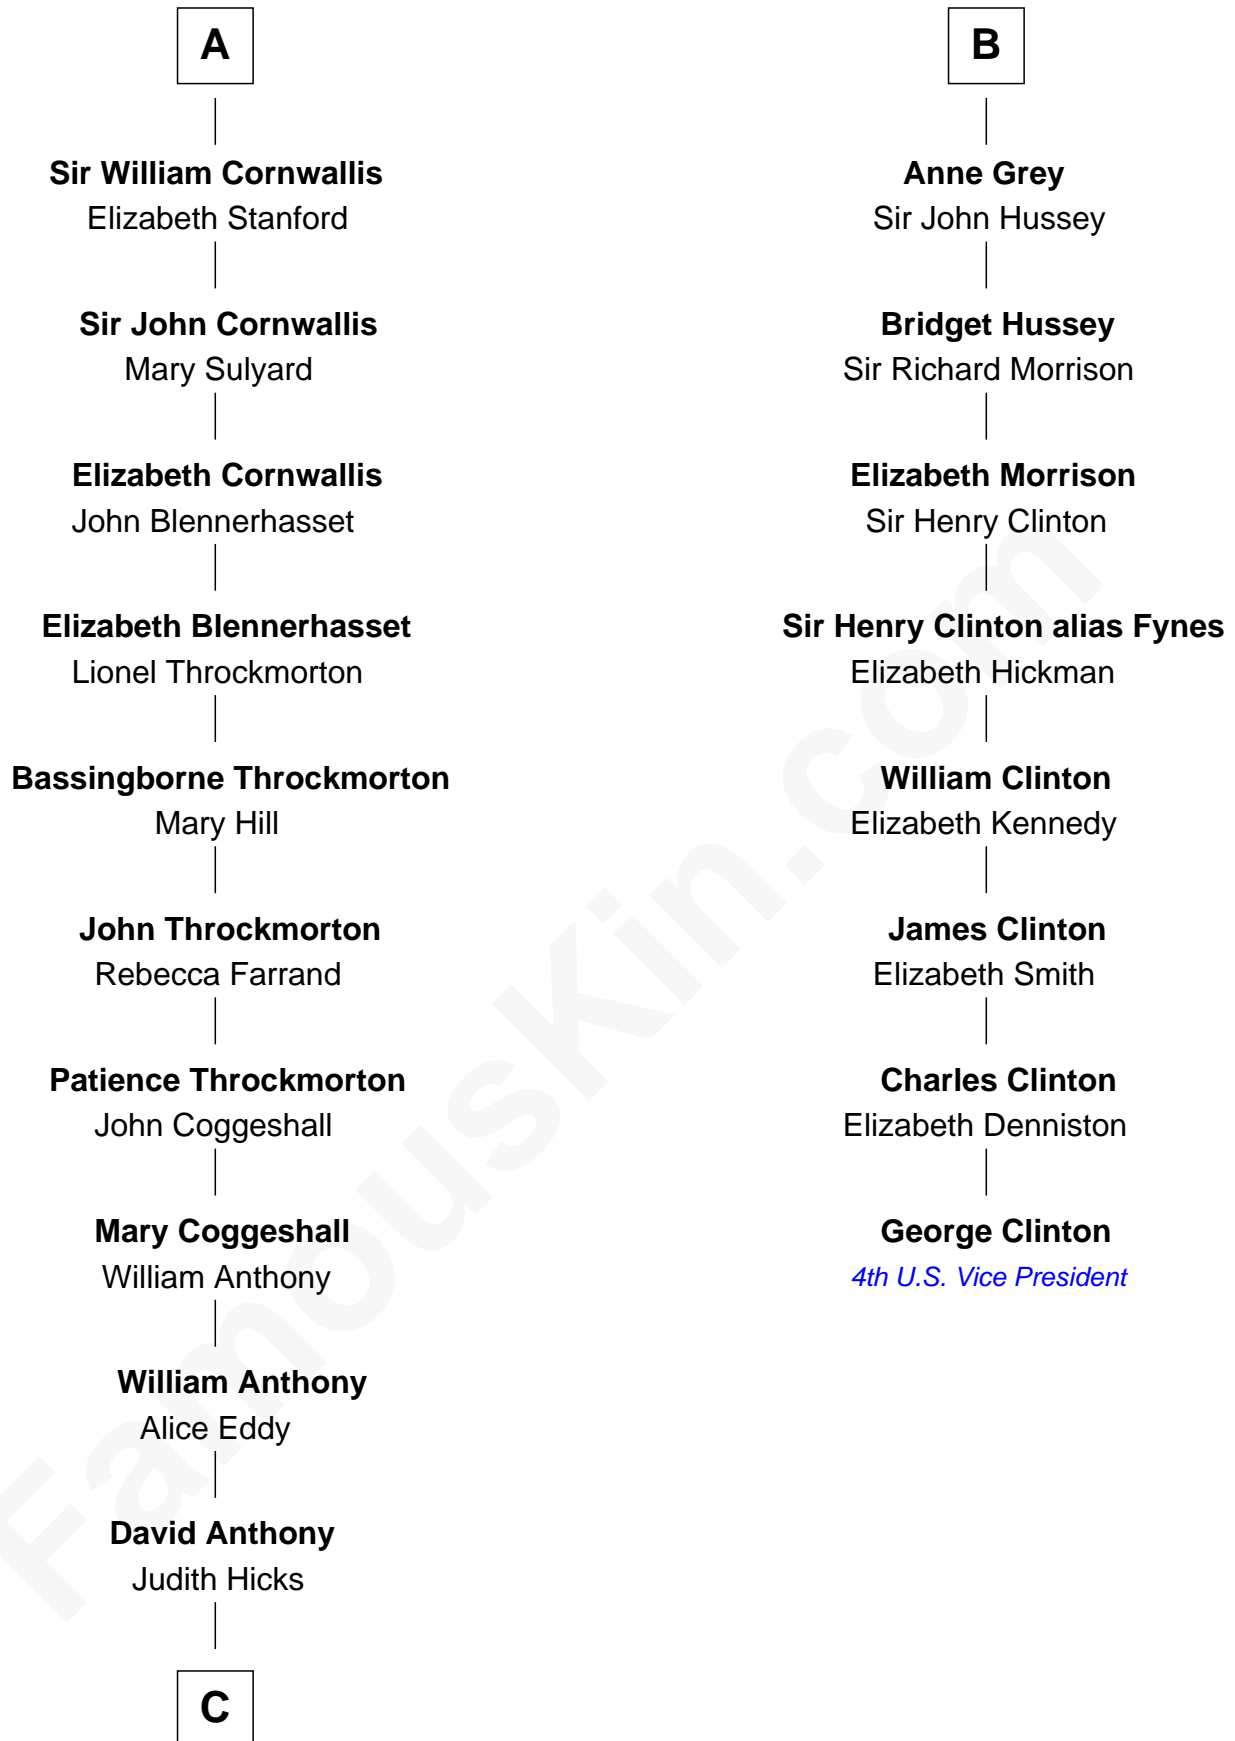 A
Sir William Cornwallis
Elizabeth Stanford
Sir John Cornwallis
Mary Sulyard
Elizabeth Cornwallis
John Blennerhasset
Elizabeth Blennerhasset
Lionel Throckmorton
Bassingborne Throckmorton
Mary Hill
John Throckmorton
Rebecca Farrand
Patience Throckmorton
John Coggeshall
Mary Coggeshall
William Anthony
William Anthony
Alice Eddy
David Anthony
Judith Hicks
C
B
Anne Grey
Sir John Hussey
Bridget Hussey
Sir Richard Morrison
Elizabeth Morrison
Sir Henry Clinton
Sir Henry Clinton alias Fynes
Elizabeth Hickman
William Clinton
Elizabeth Kennedy
James Clinton
Elizabeth Smith
Charles Clinton
Elizabeth Denniston
George Clinton
4th U.S. Vice President
FamousKin.com